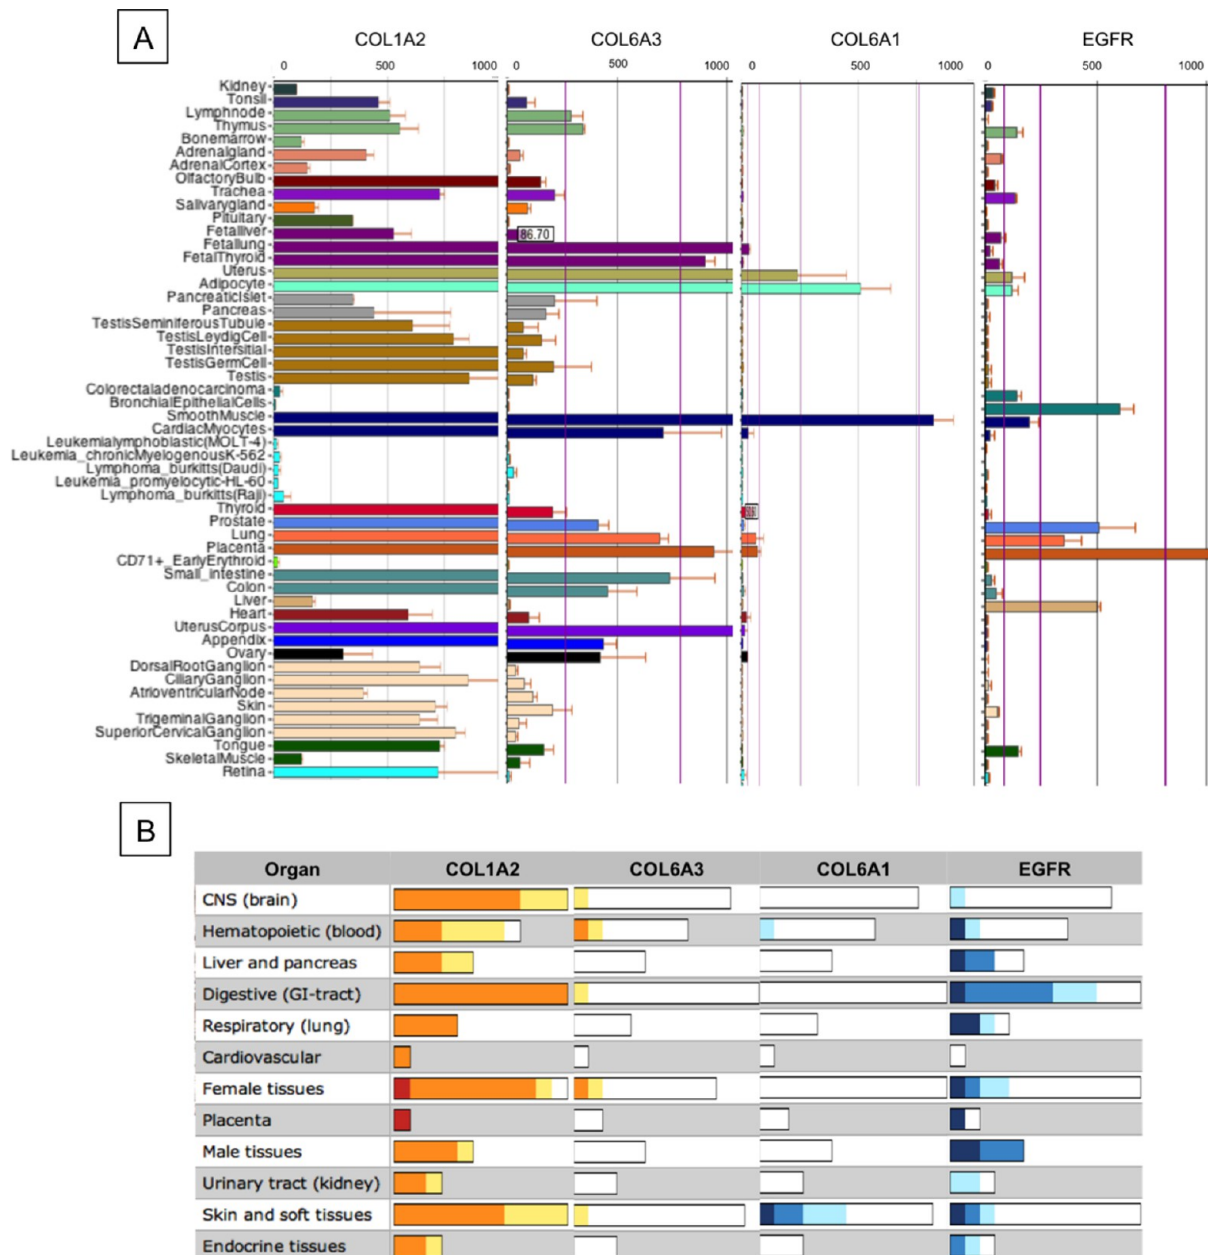 A
COL1A2 COL6A3 COL6A1 EGFR
0 500 1000 0 500 1000 0 500 1000 0 500 1000
Kidney
Tonsil
Lymphnode
Thymus
Bonemarrow
Adrenalgland
AdrenalCortex
OlfactoryBulb
Trachea
Salivarygland
Pituitary
Fetalliver 86.70
Fetallung
FetalThyroid
Uterus
Adipocyte
PancreaticIslet
Pancreas
TestisSeminiferousTubule
TestisLeydigCell
TestisIntersitial
TestisGermCell
Testis
Colorectaladenocarcinoma
BronchialEpithelialCells
SmoothMuscle
CardiacMyocytes
Leukemialymphoblastic(MOLT-4)
Leukemia_chronicMyelogenousK-562
Lymphoma_burkitts(Daudi)
Leukemia_promyelocytic-HL-60
Lymphoma_burkitts(Raji)
Thyroid
Prostate
Lung
Placenta
CD71+_EarlyErythroid
Small_intestine
Colon
Liver
Heart
UterusCorpus
Appendix
Ovary
DorsalRootGanglion
CiliaryGanglion
AtrioventricularNode
Skin
TrigeminalGanglion
SuperiorCervicalGanglion
Tongue
SkeletalMuscle
Retina
B
Organ COL1A2 COL6A3 COL6A1 EGFR
CNS (brain)
Hematopoietic (blood)
Liver and pancreas
Digestive (GI-tract)
Respiratory (lung)
Cardiovascular
Female tissues
Placenta
Male tissues
Urinary tract (kidney)
Skin and soft tissues
Endocrine tissues